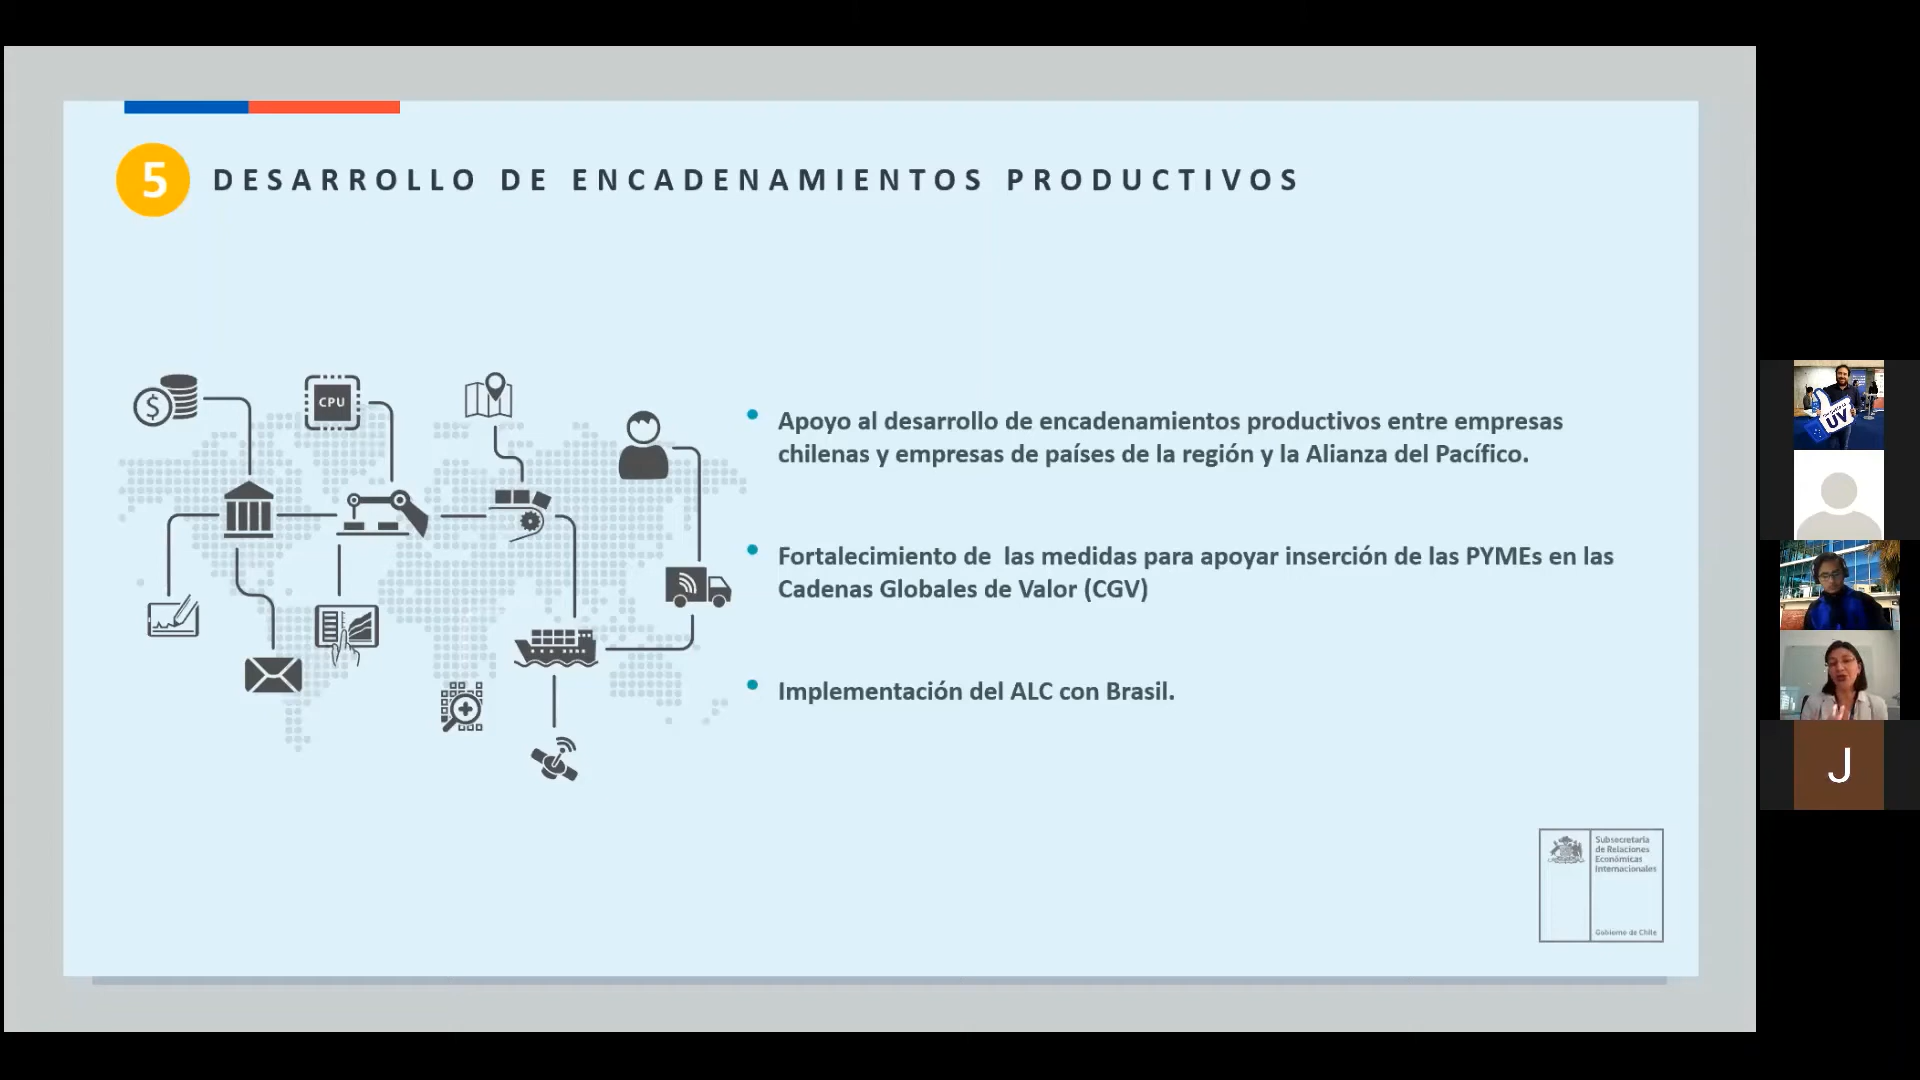 5
DESARROLLO DE ENCADENAMIENTOS PRODUCTIVOS
$
CPU
Apoyo al desarrollo de encadenamientos productivos entre empresas
chilenas y empresas de países de la región y la Alianza del Pacífico.
Fortalecimiento de las medidas para apoyar inserción de las PYMEs en las
Cadenas Globales de Valor (CGV)
Implementación del ALC con Brasil.
Subsecretaría
de Relaciones
Económicas
Internacionales
Gobierno de Chile
UV
J